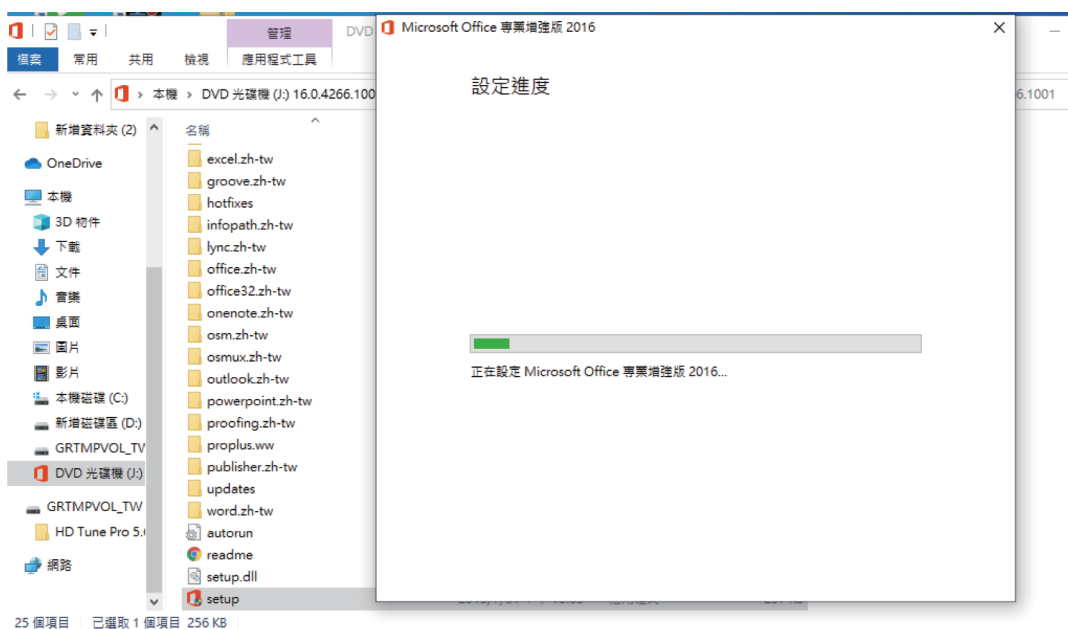 管理
DVD
檔案 常用 共用 檢視 應用程式工具
本機 › DVD 光碟機 (J:) 16.0.4266.100
6.1001
新增資料夾 (2)
OneDrive
本機
3D 物件
下載
文件
音樂
桌面
圖片
影片
本機磁碟 (C:)
新增磁碟區 (D:)
GRTMPVOL_TW
DVD 光碟機 (J:)
GRTMPVOL_TW
HD Tune Pro 5.
網路
名稱
excel.zh-tw
groove.zh-tw
hotfixes
infopath.zh-tw
lync.zh-tw
office.zh-tw
office32.zh-tw
onenote.zh-tw
osm.zh-tw
osmux.zh-tw
outlook.zh-tw
powerpoint.zh-tw
proofing.zh-tw
proplus.ww
publisher.zh-tw
updates
word.zh-tw
autorun
readme
setup.dll
setup
Microsoft Office 專業增強版 2016
設定進度
正在設定 Microsoft Office 專業增強版 2016...
25 個項目 已選取 1 個項目 256 KB